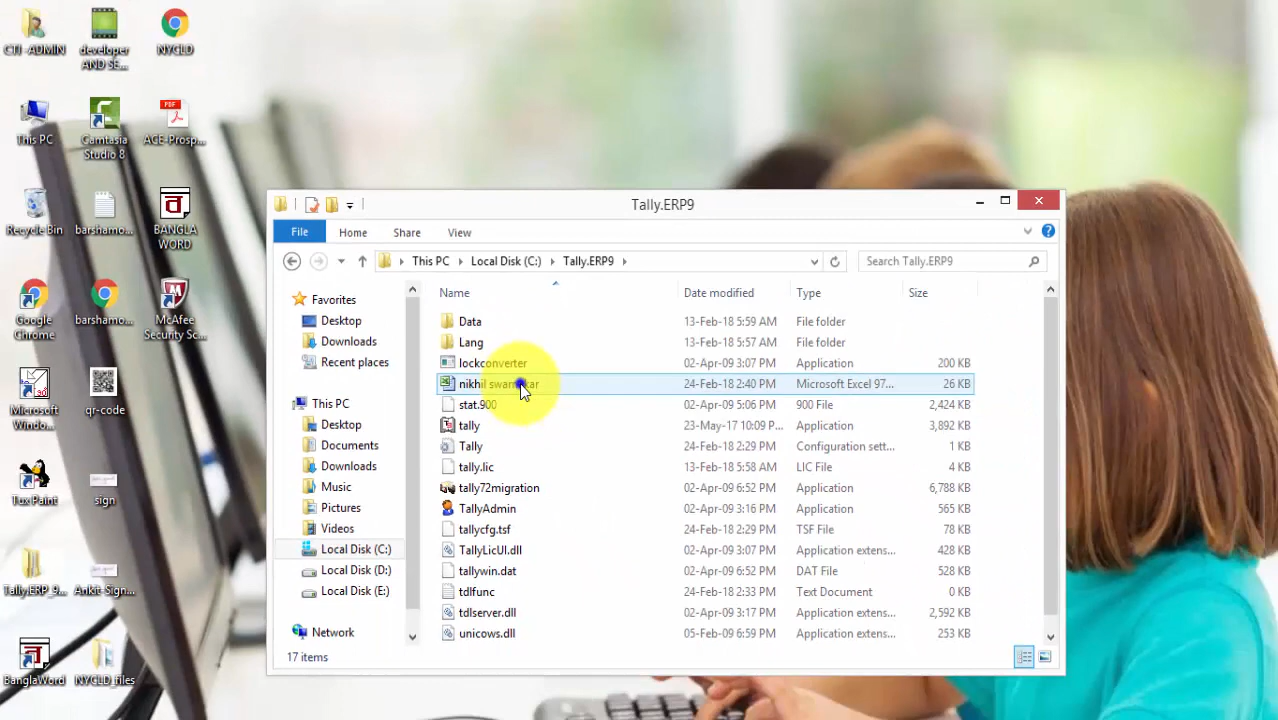 CTI -ADMIN
developer AND SE...
NYCLD
This PC
Camtasia Studio 8
PDF
ACE-Prosp...
Recycle Bin
barshamo...
BANGLA WORD
Google Chrome
barshamo...
McAfee Security Sc...
Microsoft Windo...
qr-code
Tux Paint
sign
Tally.ERP_9...
Ankit-Sign...
BanglaWord
NYCLD_files
Tally.ERP9
File Home Share View
This PC Local Disk (C:) Tally.ERP9
Search Tally.ERP9
Favorites
Desktop
Downloads
Recent places
This PC
Desktop
Documents
Downloads
Music
Pictures
Videos
Local Disk (C:)
Local Disk (D:)
Local Disk (E:)
Network
Name Date modified Type Size
Data 13-Feb-18 5:59 AM File folder
Lang 13-Feb-18 5:57 AM File folder
lockconverter 02-Apr-09 3:07 PM Application 200 KB
nikhil 24-Feb-18 2:40 PM Microsoft Excel 97... 26 KB
stat.900 02-Apr-09 5:06 PM 900 File 2,424 KB
tally 23-May-17 10:09 P... Application 3,892 KB
Tally 24-Feb-18 2:29 PM Configuration sett... 1 KB
tally.lic 13-Feb-18 5:58 AM LIC File 4 KB
tally72migration 02-Apr-09 6:52 PM Application 6,788 KB
TallyAdmin 02-Apr-09 3:16 PM Application 565 KB
tallycfg.tsf 24-Feb-18 2:29 PM TSF File 78 KB
TallyLicUI.dll 02-Apr-09 3:07 PM Application extens... 428 KB
tallywin.dat 02-Apr-09 6:52 PM DAT File 528 KB
tdlfunc 24-Feb-18 2:33 PM Text Document 0 KB
tdlserver.dll 02-Apr-09 3:17 PM Application extens... 2,592 KB
unicows.dll 05-Feb-09 6:59 PM Application extens... 253 KB
17 items